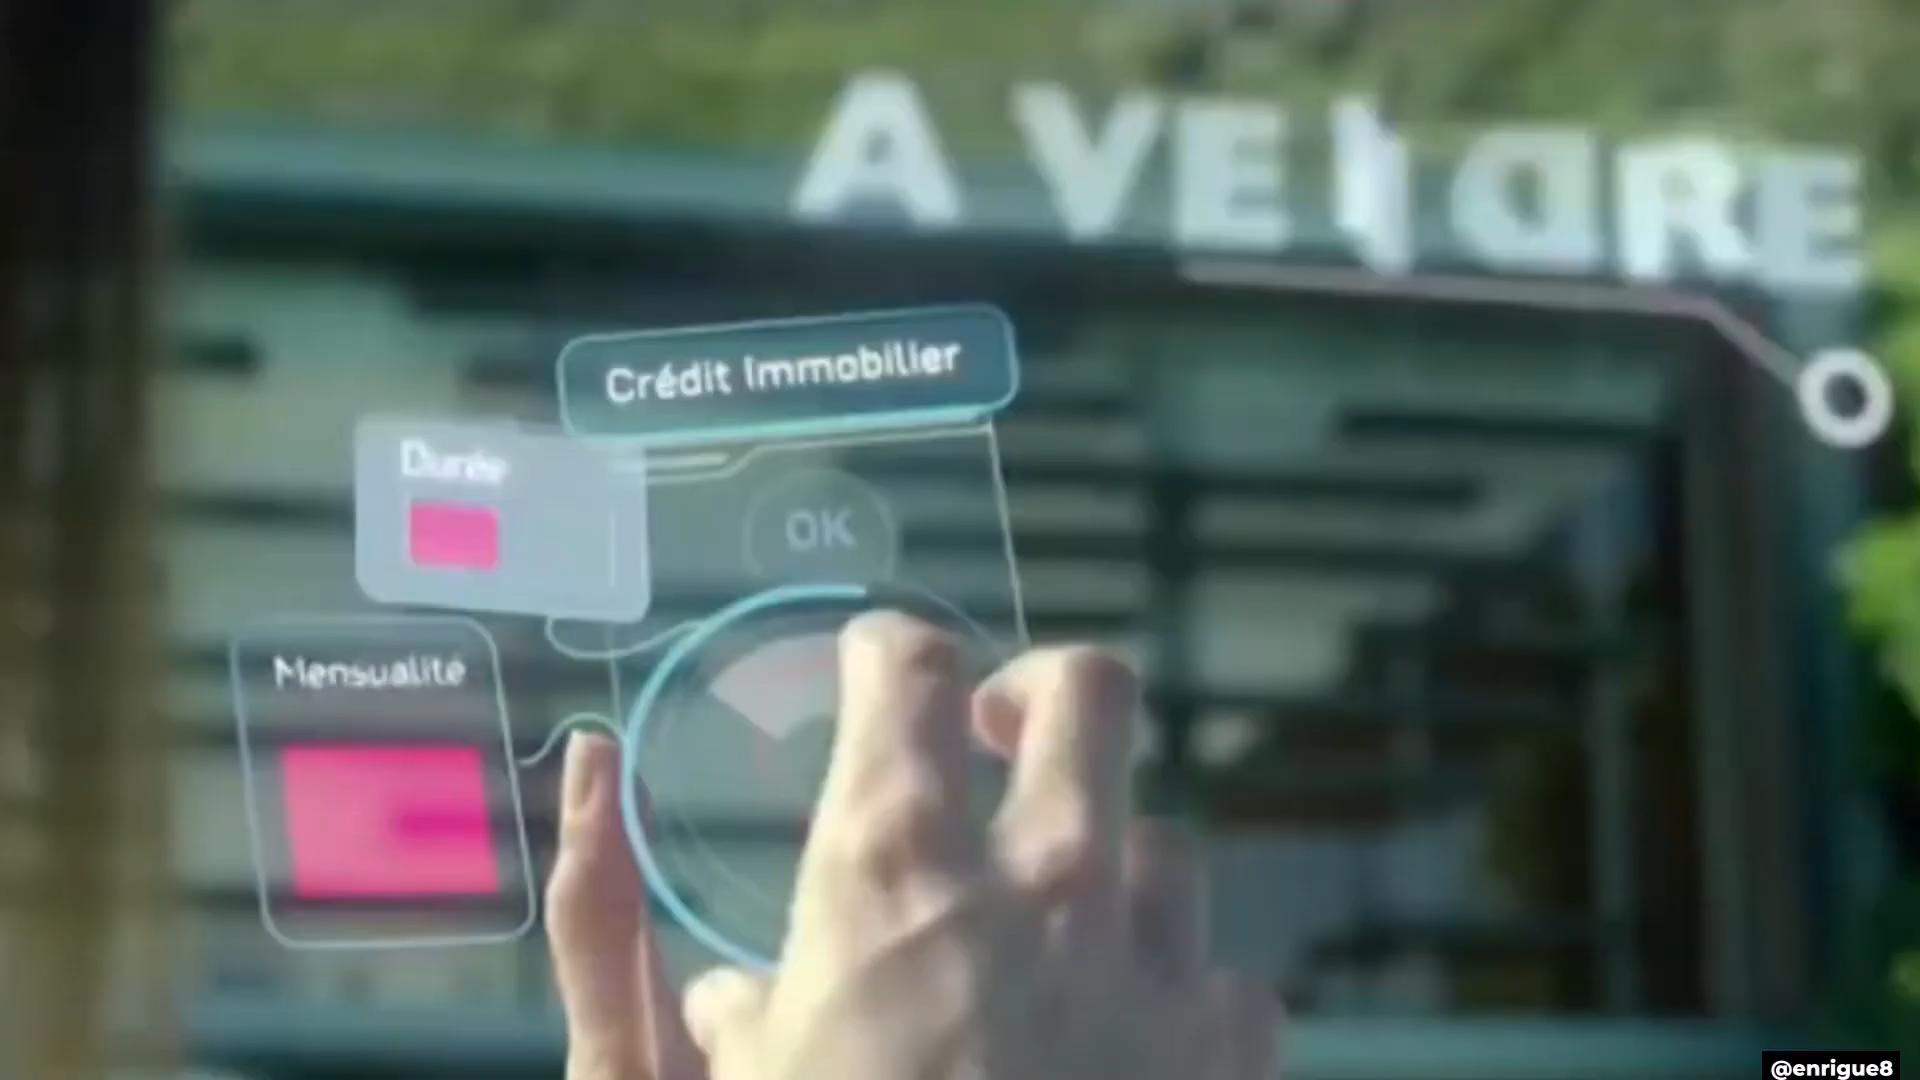 A VENDRE
Crédit Immobilier
Durée
OK
Mensualité
@enrigue8